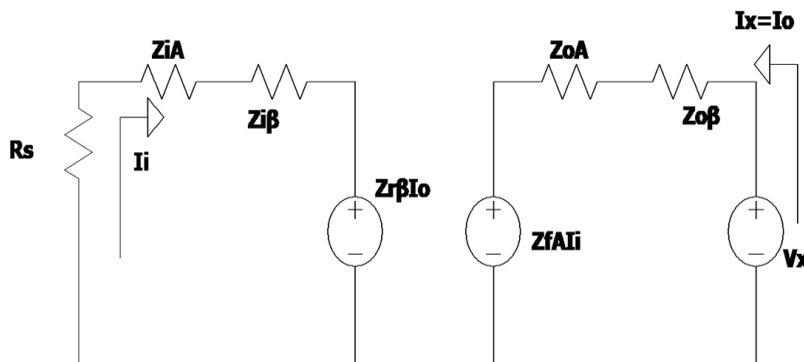 Ix=Io
ZiA
ZoA
Ziβ
Zoβ
Rs
Ii
ZrβIo
+
−
ZfAIi
+
−
+
−
Vx